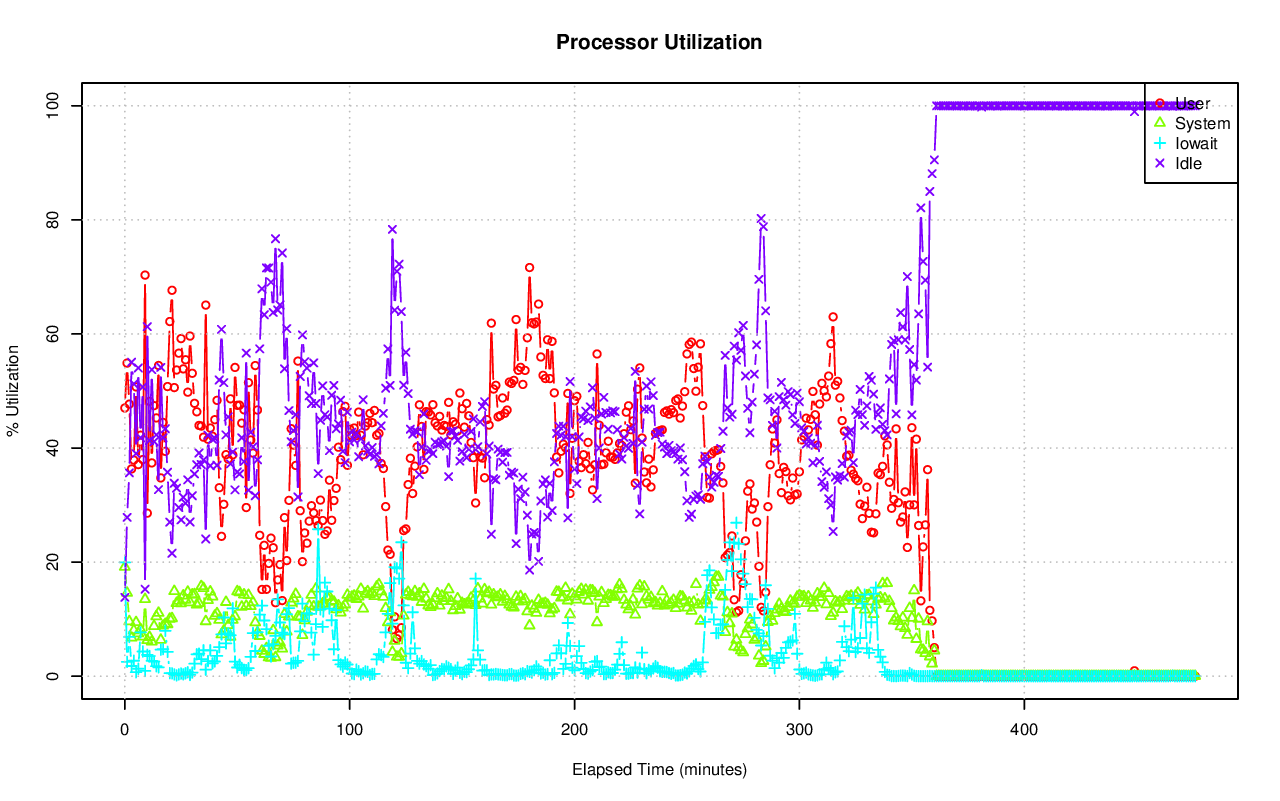 Processor Utilization
% Utilization
100
80
60
40
20
0
User
System
Iowait
Idle
0 100 200 300 400
Elapsed Time (minutes)